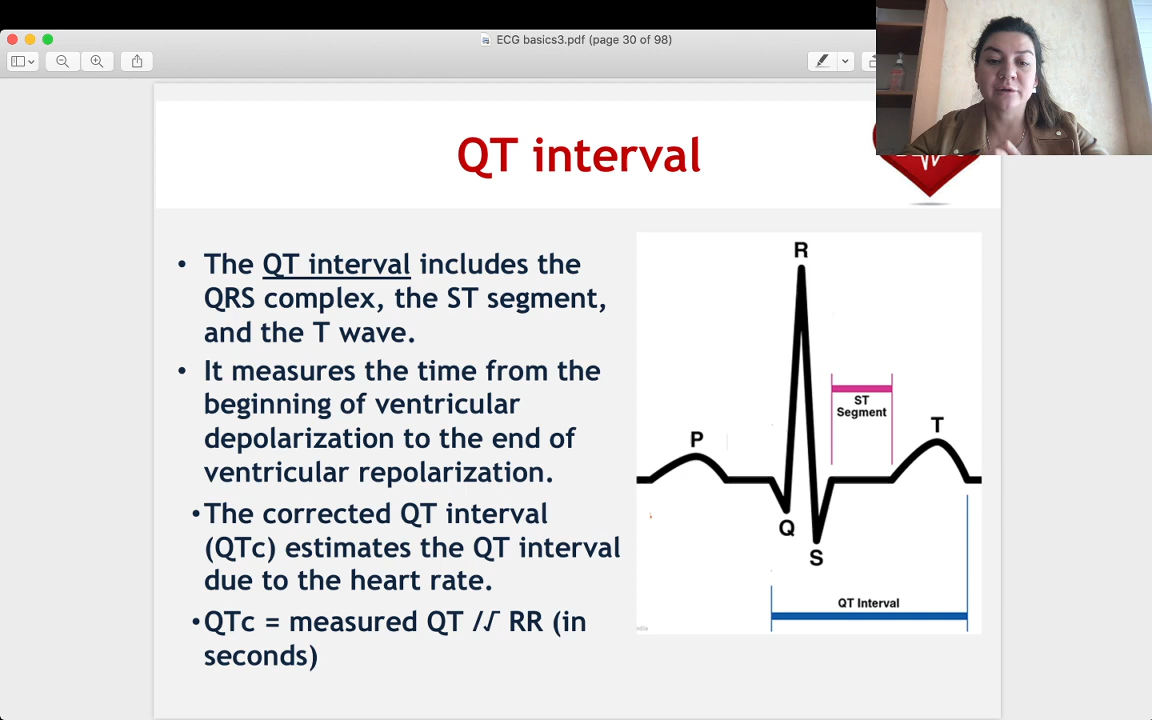 ECG basics3.pdf (page 30 of 98)
QT interval
• The QT interval includes the
QRS complex, the ST segment,
and the T wave.
• It measures the time from the
beginning of ventricular
depolarization to the end of
ventricular repolarization.
•The corrected QT interval
(QTc) estimates the QT interval
due to the heart rate.
•QTc = measured QT /√ RR (in
seconds)
R
ST
Segment
P
T
Q
S
QT Interval